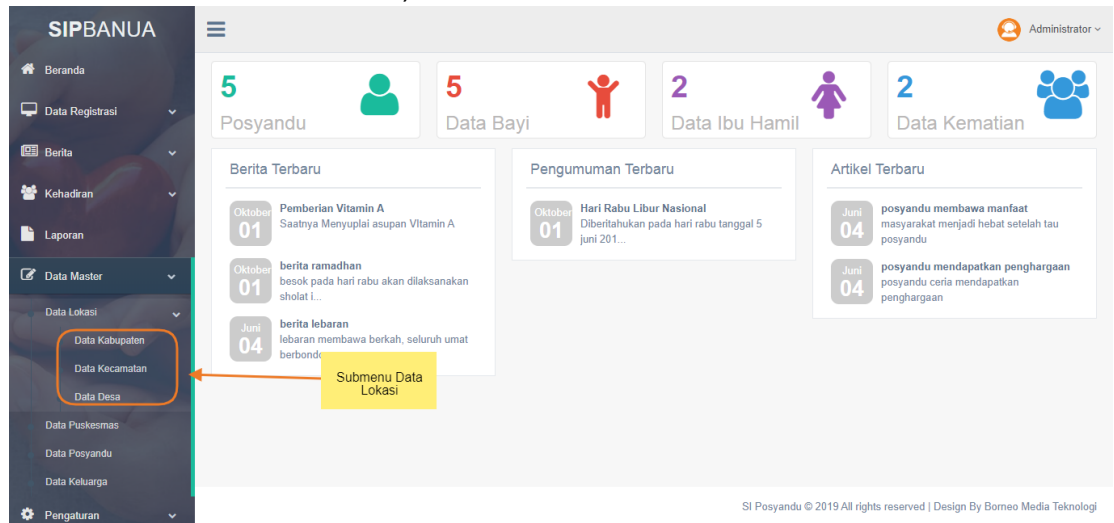 SIPBANUA
Administrator
Beranda
Data Registrasi
Berita
Kehadiran
Laporan
Data Master
Data Lokasi
Data Kabupaten
Data Kecamatan
Data Desa
Data Puskesmas
Data Posyandu
Data Keluarga
Pengaturan
5
Posyandu
5
Data Bayi
2
Data Ibu Hamil
2
Data Kematian
Berita Terbaru
Oktober
01
Pemberian Vitamin A
Saatnya Menyuplai asupan VItamin A
Oktober
01
berita ramadhan
besok pada hari rabu akan dilaksanakan
sholat i...
Juni
04
berita lebaran
lebaran membawa berkah, seluruh umat
Submenu Data
Lokasi
Pengumuman Terbaru
Oktober
01
Hari Rabu Libur Nasional
Diberitahukan pada hari rabu tanggal 5
juni 201...
Artikel Terbaru
Juni
04
posyandu membawa manfaat
masyarakat menjadi hebat setelah tau
posyandu
Juni
04
posyandu mendapatkan penghargaan
posyandu ceria mendapatkan
penghargaan
SI Posyandu © 2019 All rights reserved | Design By Borneo Media Teknologi